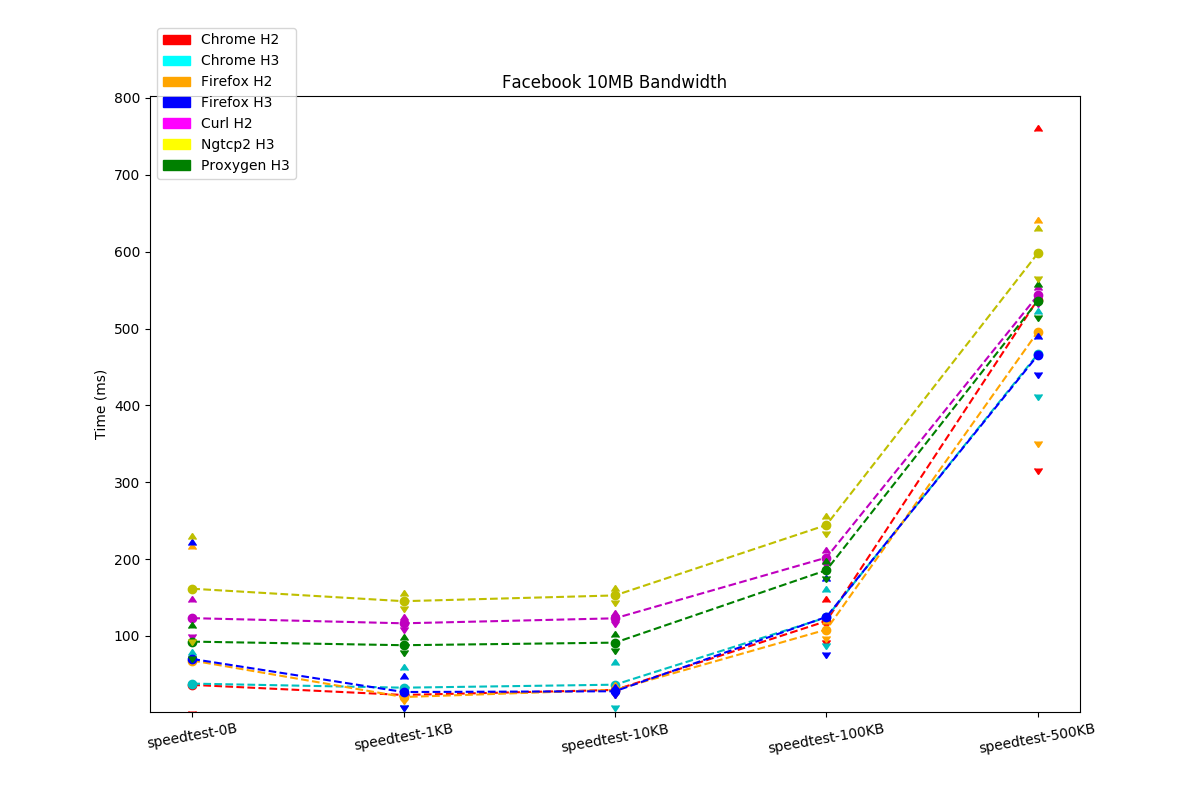 Chrome H2
Chrome H3
Firefox H2
Firefox H3
Curl H2
Ngtcp2 H3
Proxygen H3
Facebook 10MB Bandwidth
800
700
600
500
400
300
200
100
Time (ms)
speedtest-0B
speedtest-1KB
speedtest-10KB
speedtest-100KB
speedtest-500KB